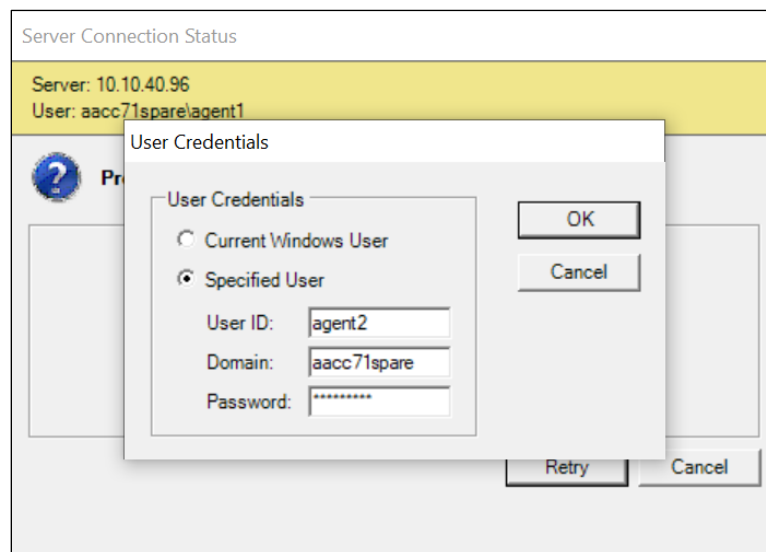 Server Connection Status
Server: 10.10.40.96
User: aacc71spare\agent1
User Credentials
User Credentials
Current Windows User
Specified User
User ID: agent2
Domain: aacc71spare
Password: *********
OK
Cancel
Retry
Cancel